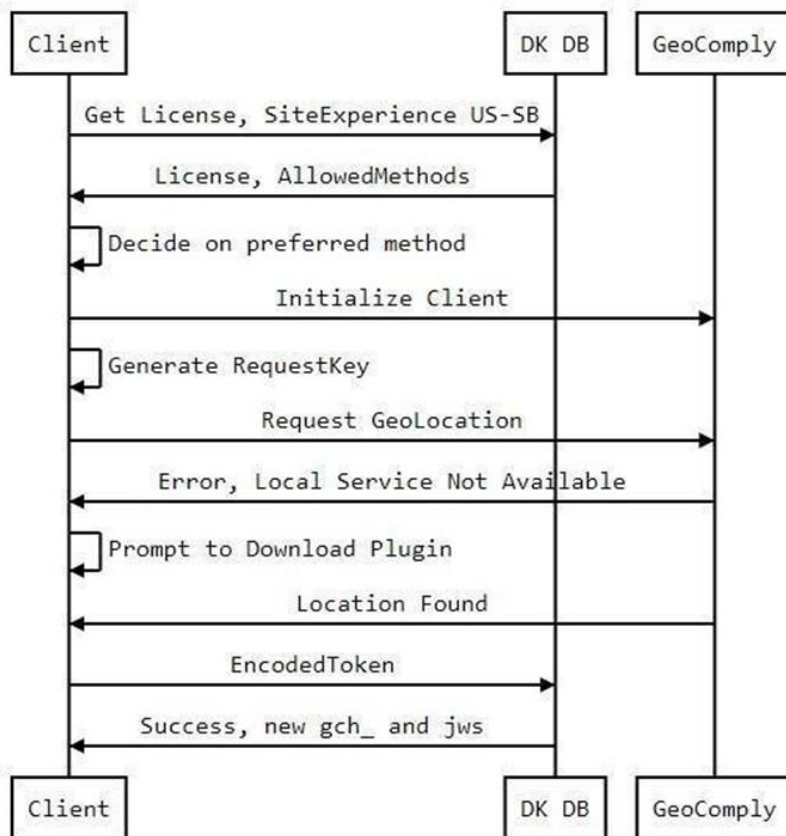 Client DK DB GeoComply
Get License, SiteExperience US-SB
License, AllowedMethods
Decide on preferred method
Initialize Client
Generate RequestKey
Request GeoLocation
Error, Local Service Not Available
Prompt to Download Plugin
Location Found
EncodedToken
Success, new gch_ and jws
Client DK DB GeoComply